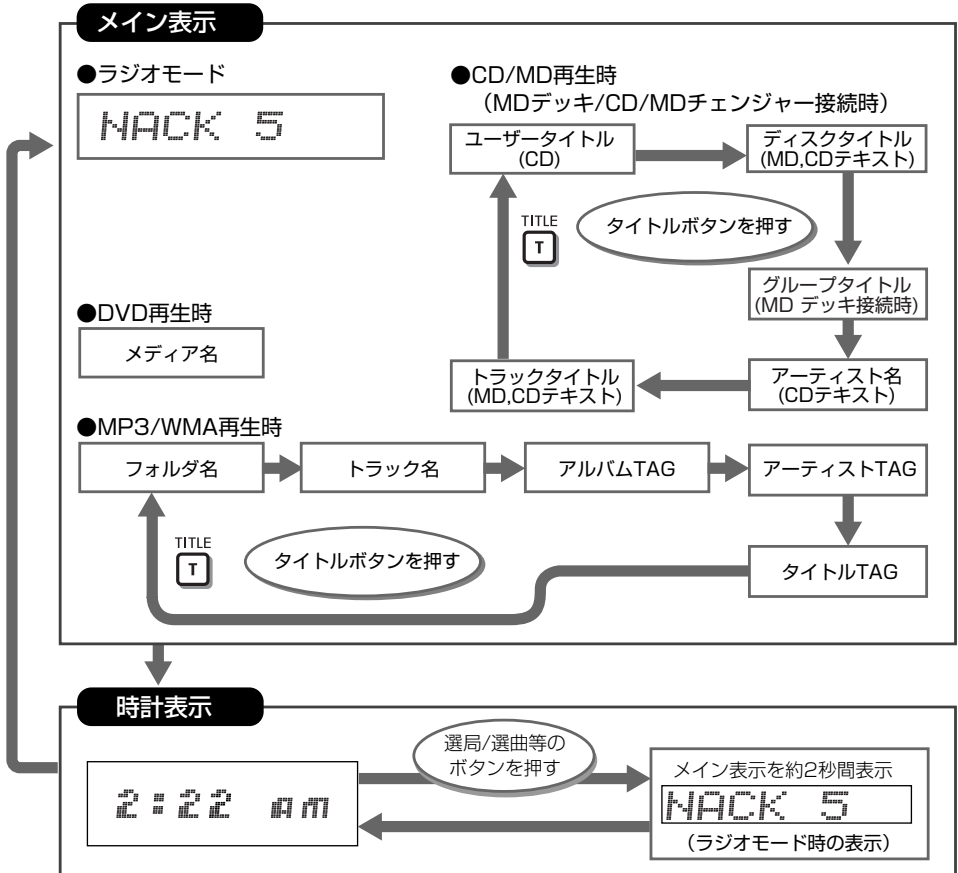 メイン表示
●ラジオモード
NACK 5
●CD/MD再生時
(MDデッキ/CD/MDチェンジャー接続時)
ユーザータイトル
(CD)
ディスクタイトル
(MD,CDテキスト)
TITLE
T
タイトルボタンを押す
グループタイトル
(MD デッキ接続時)
アーティスト名
(CDテキスト)
トラックタイトル
(MD,CDテキスト)
●DVD再生時
メディア名
●MP3/WMA再生時
フォルダ名
トラック名
アルバムTAG
アーティストTAG
タイトルTAG
TITLE
T
タイトルボタンを押す
時計表示
2:22 am
選局/選曲等の
ボタンを押す
メイン表示を約2秒間表示
NACK 5
(ラジオモード時の表示)